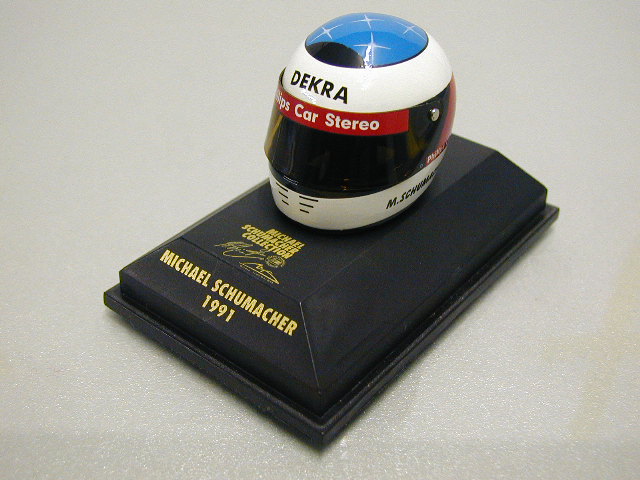 DEKRA
ips Car Stereo
M.SCHUMA
MICHAEL
SCHUMACHER
COLLECTION
MICHAEL SCHUMACHER
1991